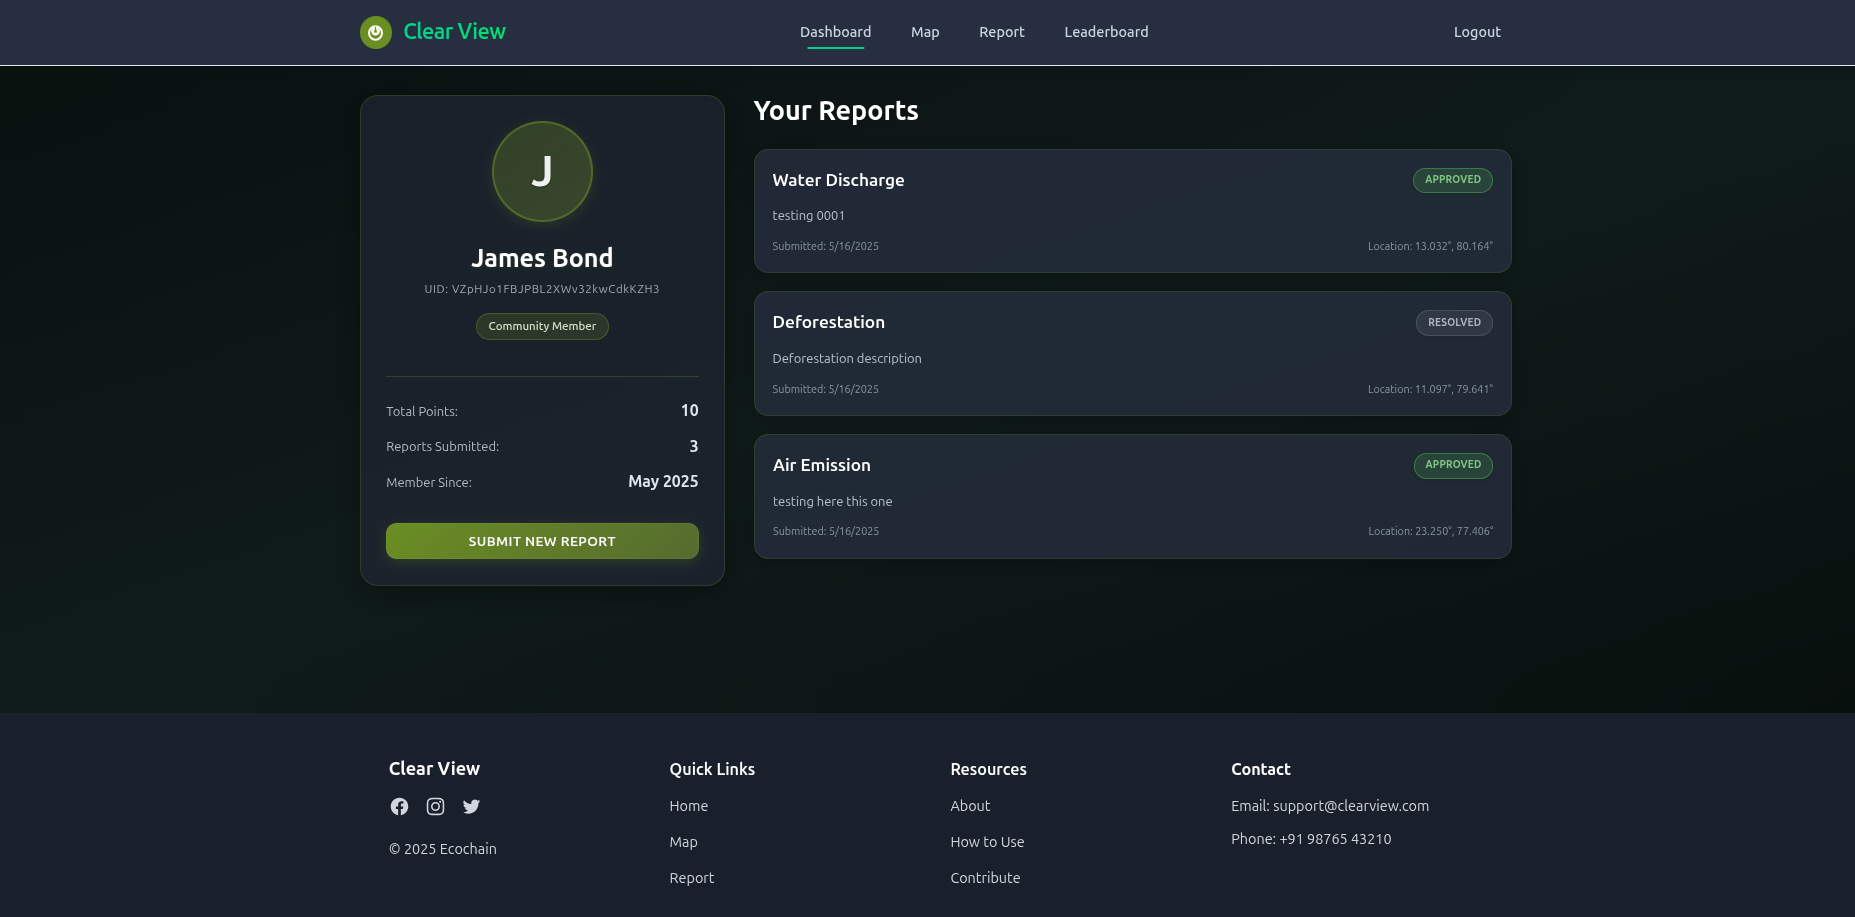 Clear View
Dashboard
Map
Report
Leaderboard
Logout
J
James Bond
UID: VZpHJo1FBJPBL2XWv32kwCdkKZH3
Community Member
Total Points: 10
Reports Submitted: 3
Member Since: May 2025
SUBMIT NEW REPORT
Your Reports
Water Discharge APPROVED
testing 0001
Submitted: 5/16/2025 Location: 13.032°, 80.164°
Deforestation RESOLVED
Deforestation description
Submitted: 5/16/2025 Location: 11.097°, 79.641°
Air Emission APPROVED
testing here this one
Submitted: 5/16/2025 Location: 23.250°, 77.406°
Clear View
© 2025 Ecochain
Quick Links
Home
Map
Report
Resources
About
How to Use
Contribute
Contact
Email: support@clearview.com
Phone: +91 98765 43210